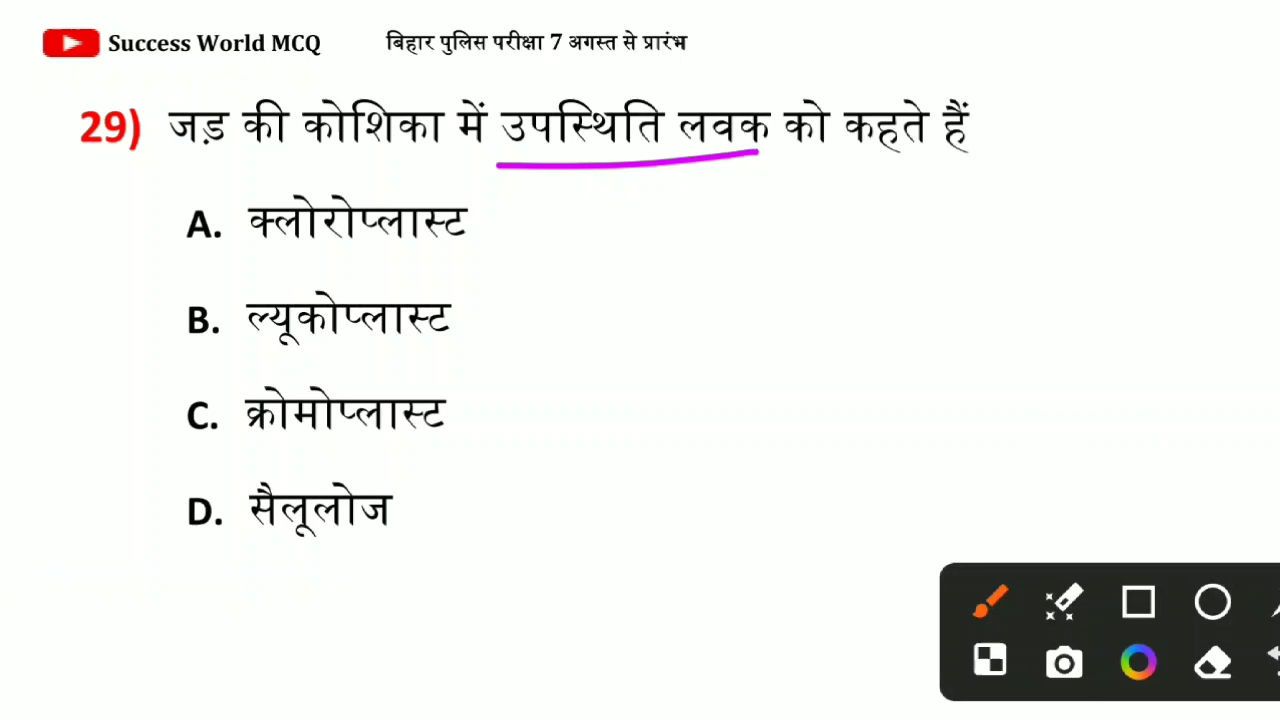 Success World MCQ बिहार पुलिस परीक्षा 7 अगस्त से प्रारंभ
29) जड़ की कोशिका में उपस्थिति लवक को कहते हैं
A. क्लोरोप्लास्ट
B. ल्यूकोप्लास्ट
C. क्रोमोप्लास्ट
D. सैलूलोज